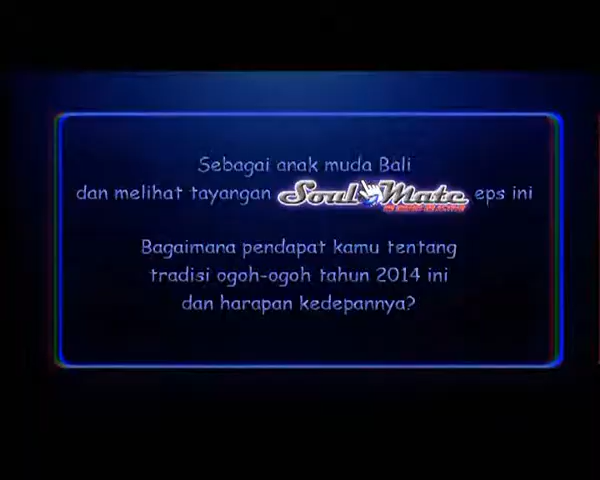 Sebagai anak muda Bali
dan melihat tayangan Soul Mate eps ini
Bagaimana pendapat kamu tentang
tradisi ogoh-ogoh tahun 2014 ini
dan harapan kedepannya?